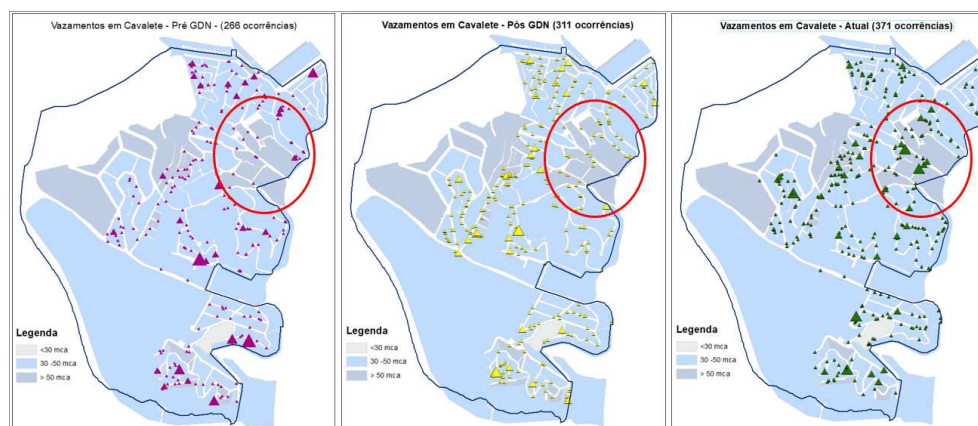 Vazamentos em Cavalete - Pré GDN - (266 ocorrências)
Legenda
<30 mca
30 -50 mca
> 50 mca
Vazamentos em Cavalete - Pós GDN (311 ocorrências)
Legenda
<30 mca
30 -50 mca
> 50 mca
Vazamentos em Cavalete - Atual (371 ocorrências)
Legenda
<30 mca
30 -50 mca
> 50 mca